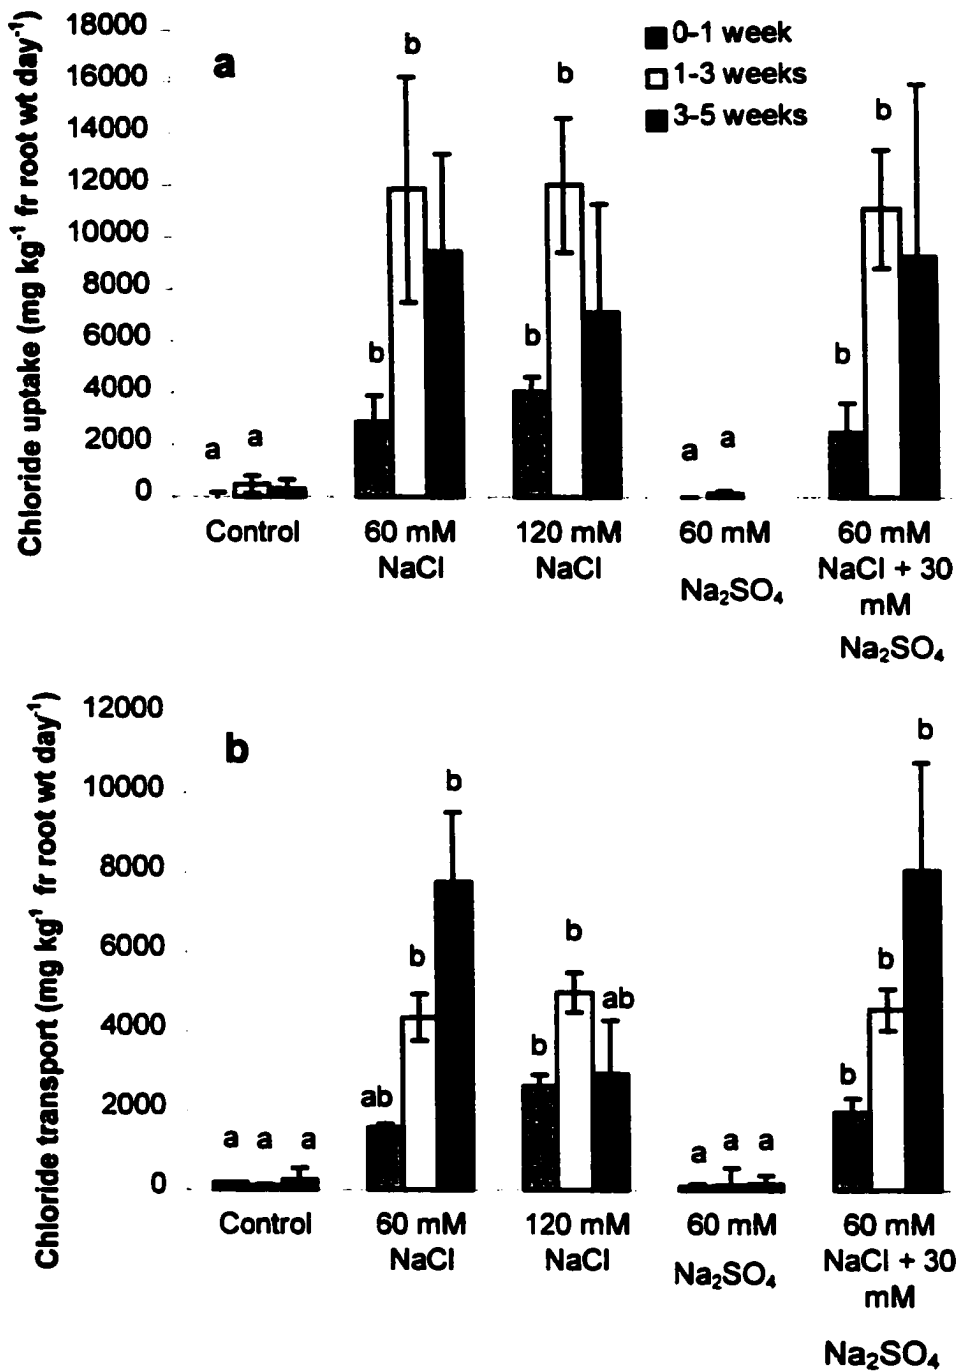 18000
16000
14000
12000
10000
8000
6000
4000
2000
0
Chloride uptake (mg kg⁻¹ fr root wt day⁻¹)
a
0-1 week
1-3 weeks
3-5 weeks
a
a
b
b
b
b
a
a
b
b
Control
60 mM
NaCl
120 mM
NaCl
60 mM
Na₂SO₄
60 mM
NaCl + 30
mM
Na₂SO₄
12000
10000
8000
6000
4000
2000
0
Chloride transport (mg kg⁻¹ fr root wt day⁻¹)
b
a
a
a
ab
b
b
b
b
ab
a
a
a
b
b
b
Control
60 mM
NaCl
120 mM
NaCl
60 mM
Na₂SO₄
60 mM
NaCl + 30
mM
Na₂SO₄